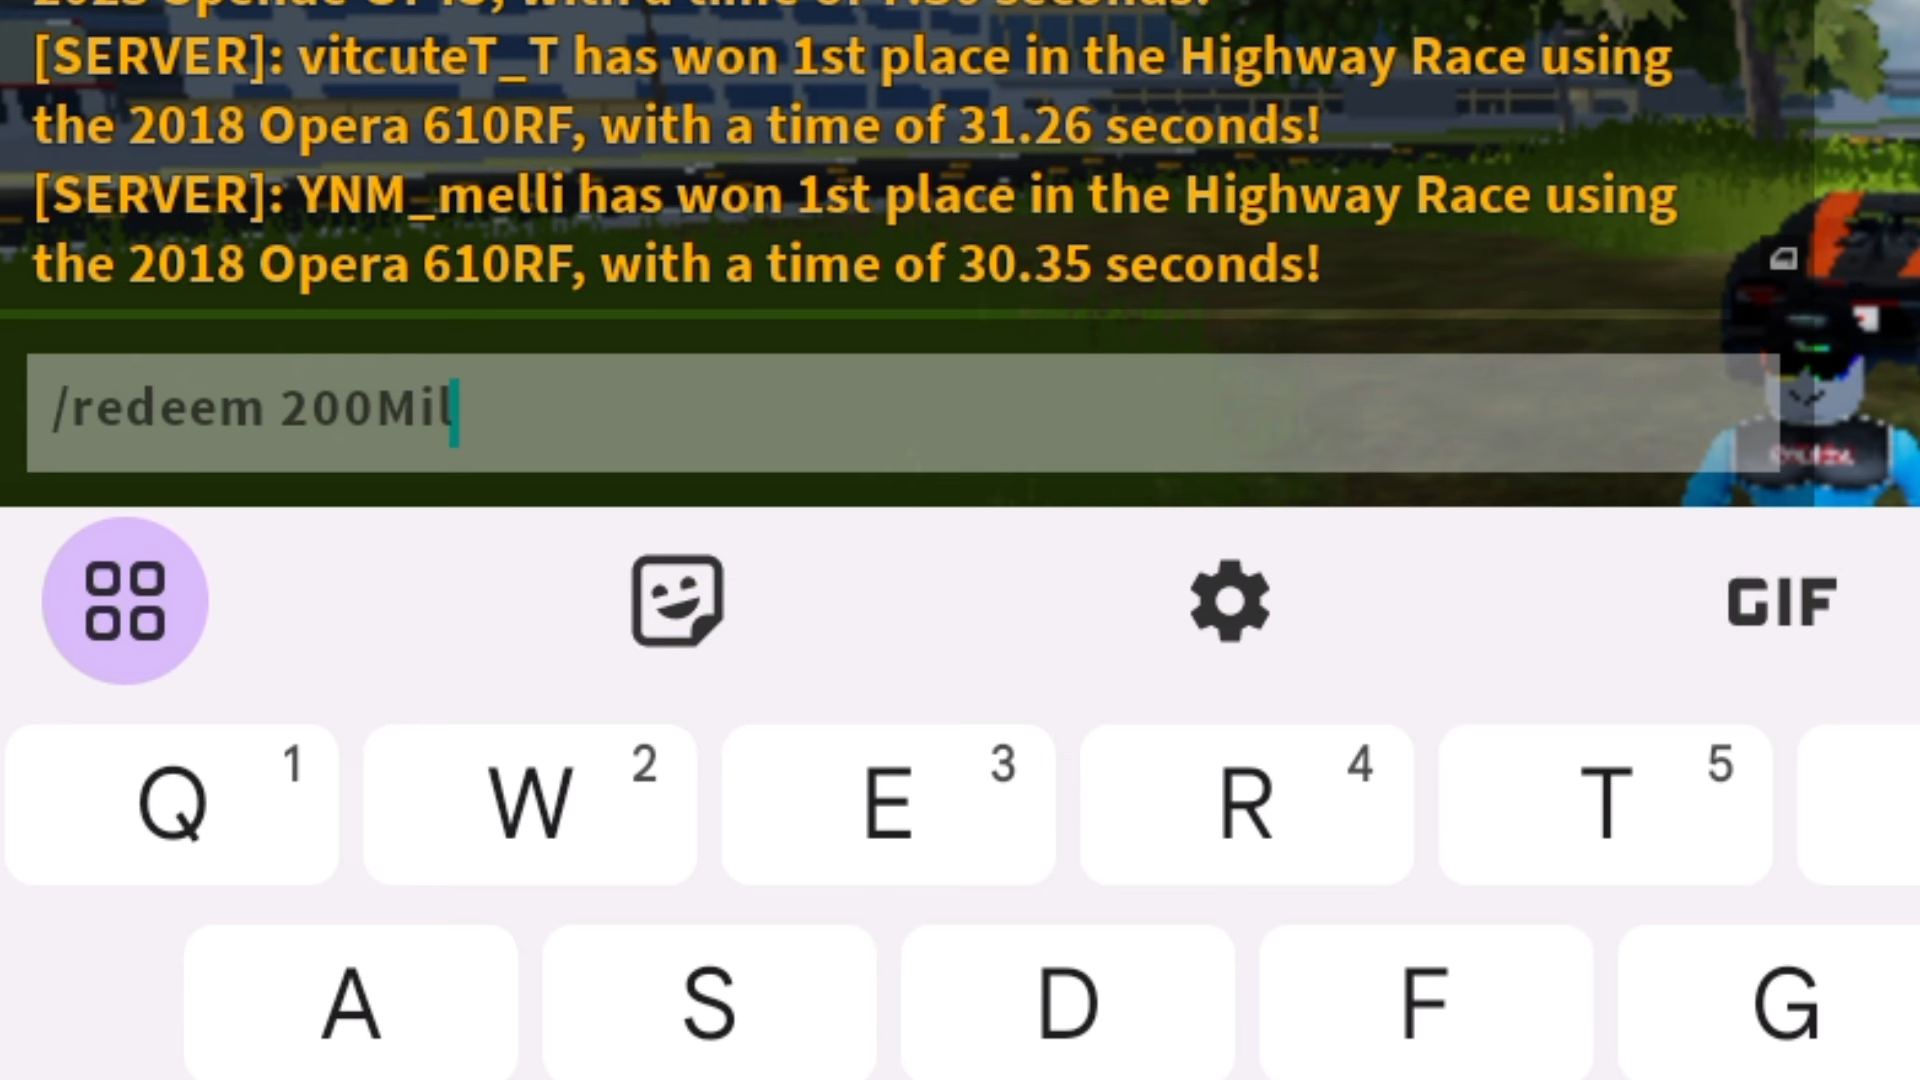 [SERVER]: vitcuteT_T has won 1st place in the Highway Race using
the 2018 Opera 610RF, with a time of 31.26 seconds!
[SERVER]: YNM_melli has won 1st place in the Highway Race using
the 2018 Opera 610RF, with a time of 30.35 seconds!
/redeem 200Mil
GIF
Q 1 W 2 E 3 R 4 T 5
A S D F G